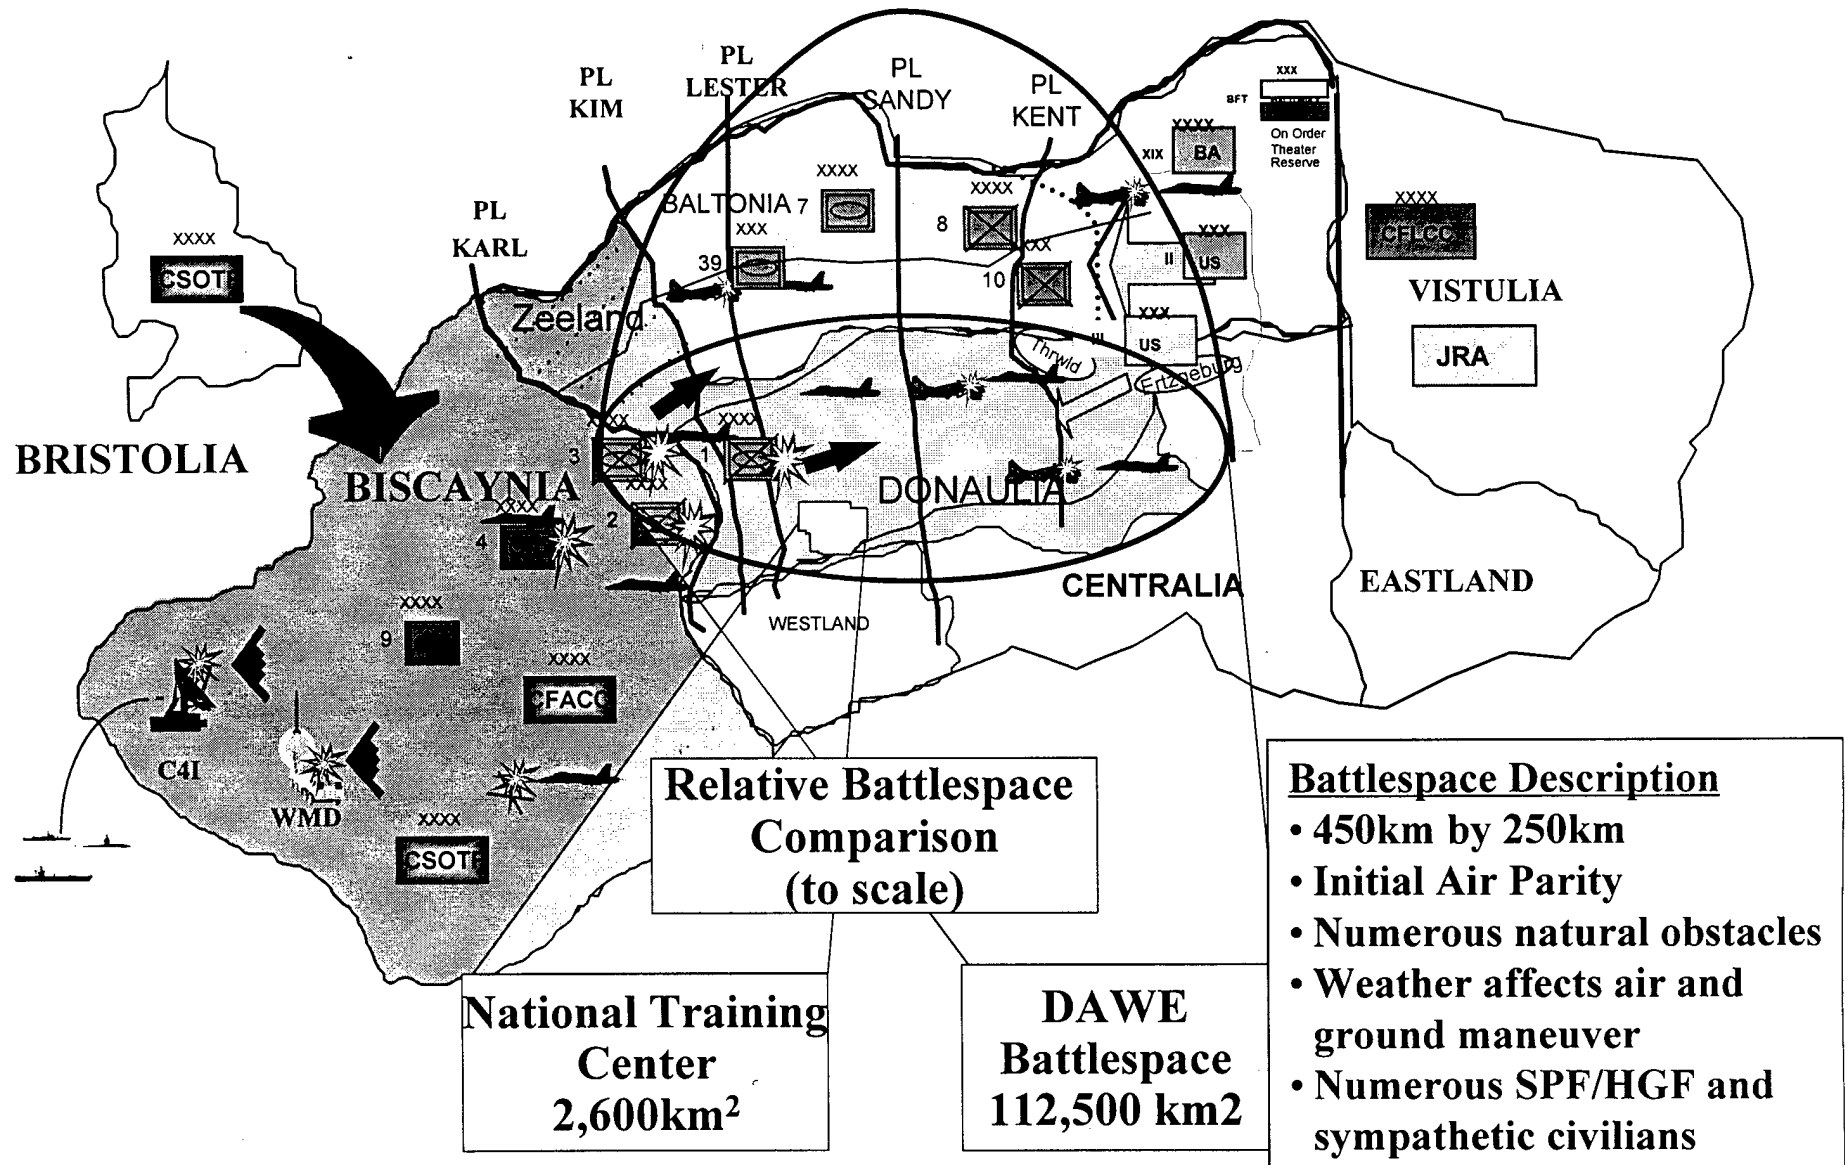 PL
KIM
PL
LESTER
PL
SANDY
PL
KENT
PL
KARL
XXX
BFT
On Order
Theater
Reserve
XXXX
XIX
BA
XXXX
CFLCC
VISTULIA
JRA
XXX
II
US
XXX
III
US
XXXX
CSOTF
BRISTOLIA
BALTONIA
XXXX
7
XXX
39
XXXX
8
XXX
10
Zeeland
Thrwld
Ertzgeburg
XXXX
3
XXXX
1
XXXX
2
BISCAYNIA
XXXX
4
DONAULIA
CENTRALIA
EASTLAND
WESTLAND
XXXX
9
XXXX
CFACC
C4I
WMD
XXXX
CSOTF
Relative Battlespace
Comparison
(to scale)
National Training
Center
2,600km²
DAWE
Battlespace
112,500 km2
Battlespace Description
• 450km by 250km
• Initial Air Parity
• Numerous natural obstacles
• Weather affects air and
ground maneuver
• Numerous SPF/HGF and
sympathetic civilians